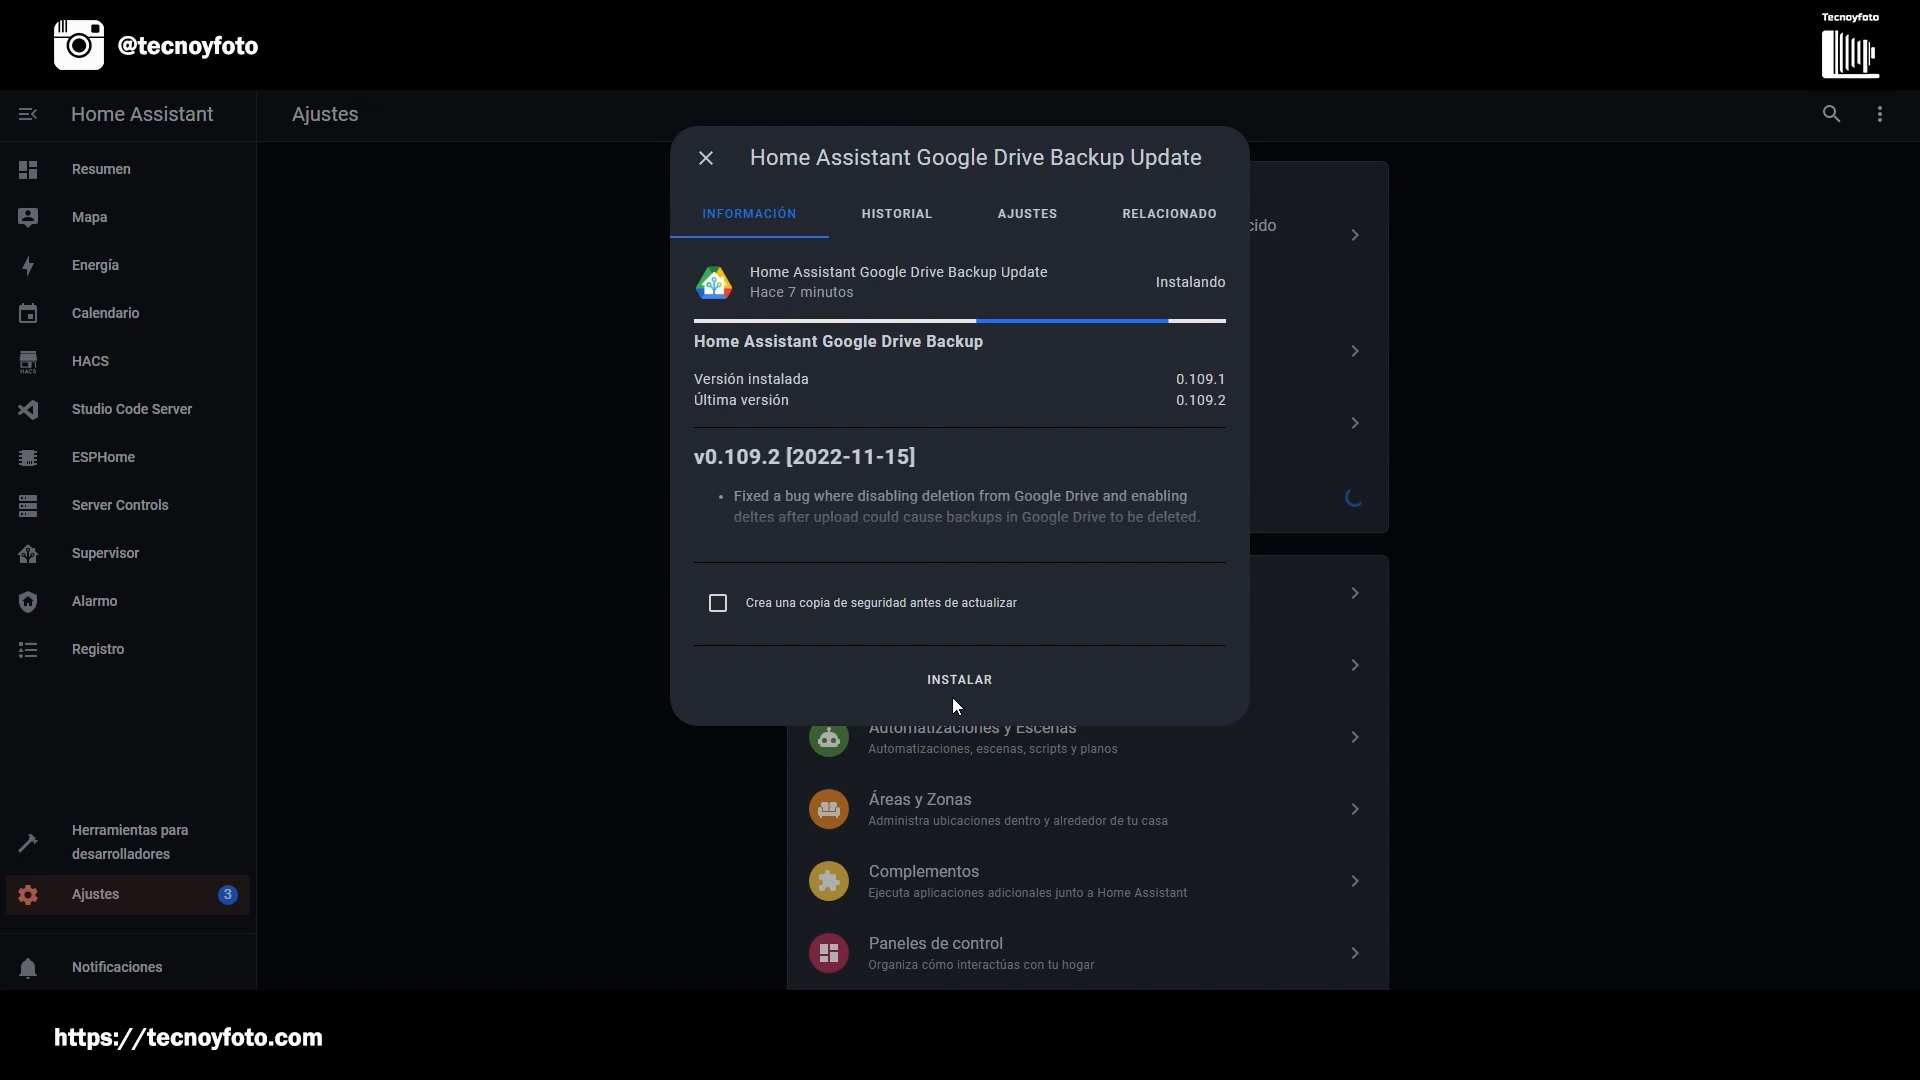 @tecnoyfoto
Tecnoyfoto
Home Assistant
Ajustes
Resumen
Mapa
Energía
Calendario
HACS
HACS
Studio Code Server
ESPHome
Server Controls
Supervisor
Alarmo
Registro
Herramientas para
desarrolladores
Ajustes
3
Notificaciones
Home Assistant Google Drive Backup Update
INFORMACIÓN
HISTORIAL
AJUSTES
RELACIONADO
cido
Home Assistant Google Drive Backup Update
Hace 7 minutos
Instalando
Home Assistant Google Drive Backup
Versión instalada
0.109.1
Última versión
0.109.2
v0.109.2 [2022-11-15]
• Fixed a bug where disabling deletion from Google Drive and enabling
deltes after upload could cause backups in Google Drive to be deleted.
Crea una copia de seguridad antes de actualizar
INSTALAR
Automatizaciones y Escenas
Automatizaciones, escenas, scripts y planos
Áreas y Zonas
Administra ubicaciones dentro y alrededor de tu casa
Complementos
Ejecuta aplicaciones adicionales junto a Home Assistant
Paneles de control
Organiza cómo interactúas con tu hogar
https://tecnoyfoto.com